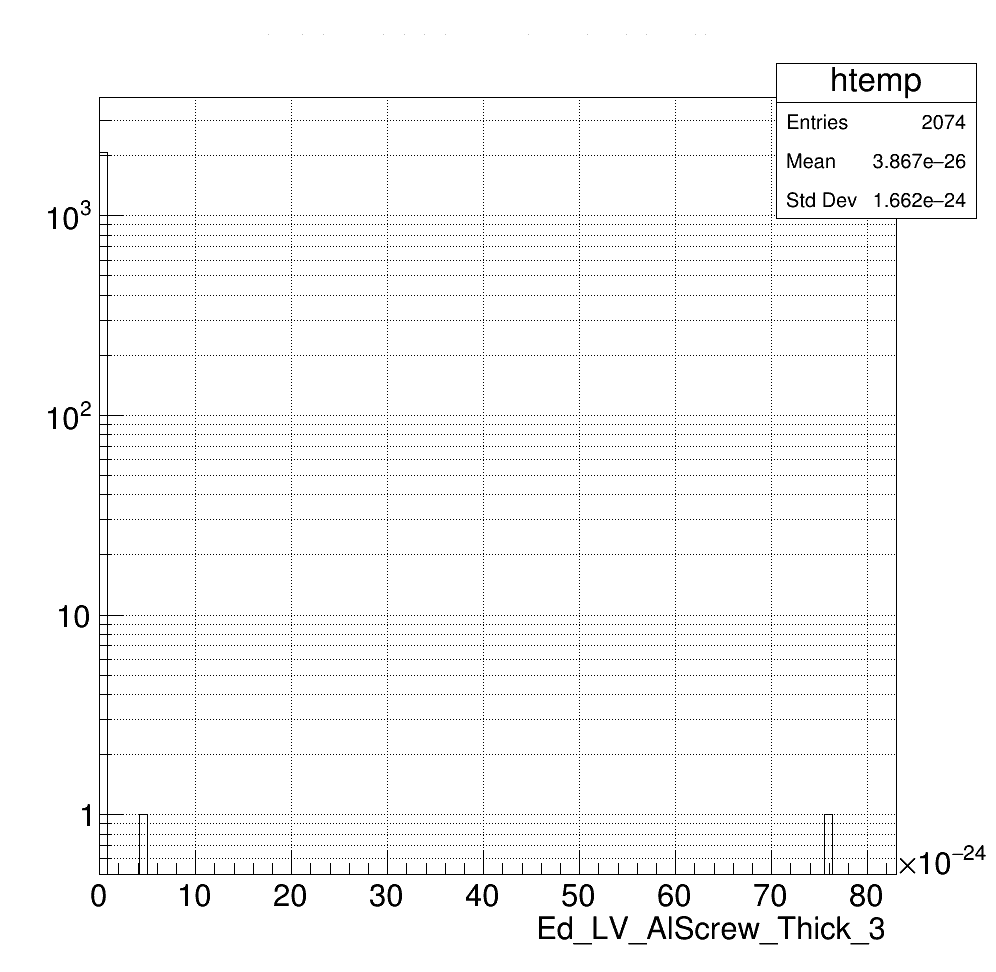 htemp
Entries 2074
Mean 3.867e−26
Std Dev 1.662e−24
10³
10²
10
1
0 10 20 30 40 50 60 70 80
×10⁻²⁴
Ed_LV_AlScrew_Thick_3